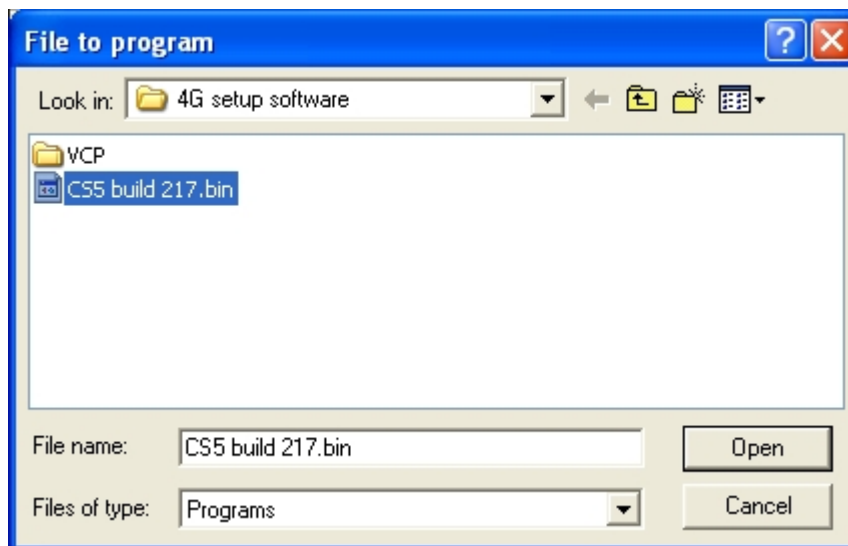 File to program
Look in: 4G setup software
VCP
CS5 build 217.bin
File name: CS5 build 217.bin Open
Files of type: Programs Cancel